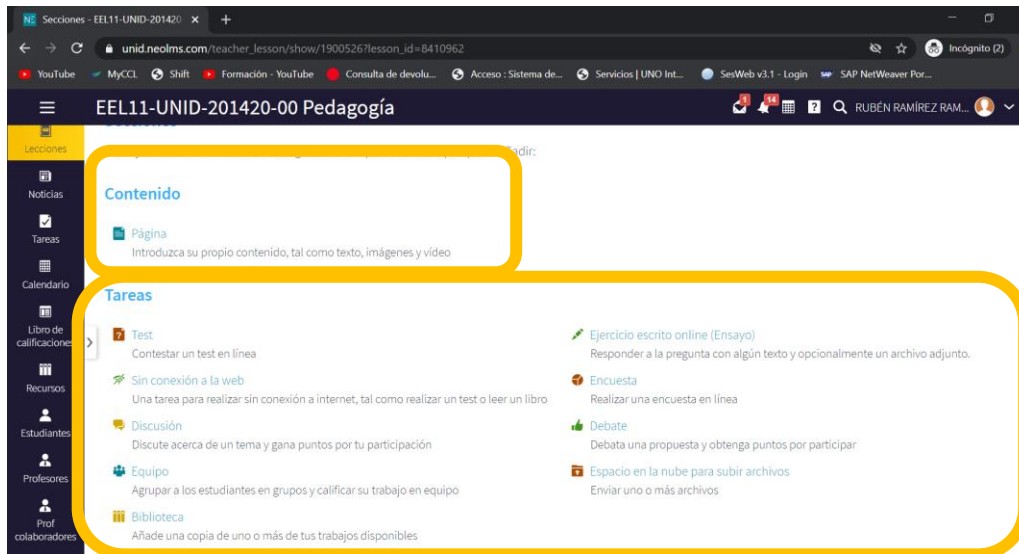 Secciones - EEL11-UNID-201420
unid.neolms.com/teacher_lesson/show/1900526?lesson_id=8410962
Incógnito (2)
YouTube MyCCL Shift Formación - YouTube Consulta de devolu... Acceso : Sistema de... Servicios | UNO Int... SesWeb v3.1 - Login SAP NetWeaver Por...
EEL11-UNID-201420-00 Pedagogía
1 14 RUBÉN RAMÍREZ RAM...
Lecciones
Noticias
Tareas
Calendario
Libro de
calificaciones
Recursos
Estudiantes
Profesores
Prof
colaboradores
Contenido
Página
Introduzca su propio contenido, tal como texto, imágenes y vídeo
Tareas
Test
Contestar un test en línea
Sin conexión a la web
Una tarea para realizar sin conexión a internet, tal como realizar un test o leer un libro
Discusión
Discute acerca de un tema y gana puntos por tu participación
Equipo
Agrupar a los estudiantes en grupos y calificar su trabajo en equipo
Biblioteca
Añade una copia de uno o más de tus trabajos disponibles
Ejercicio escrito online (Ensayo)
Responder a la pregunta con algún texto y opcionalmente un archivo adjunto.
Encuesta
Realizar una encuesta en línea
Debate
Debata una propuesta y obtenga puntos por participar
Espacio en la nube para subir archivos
Enviar uno o más archivos